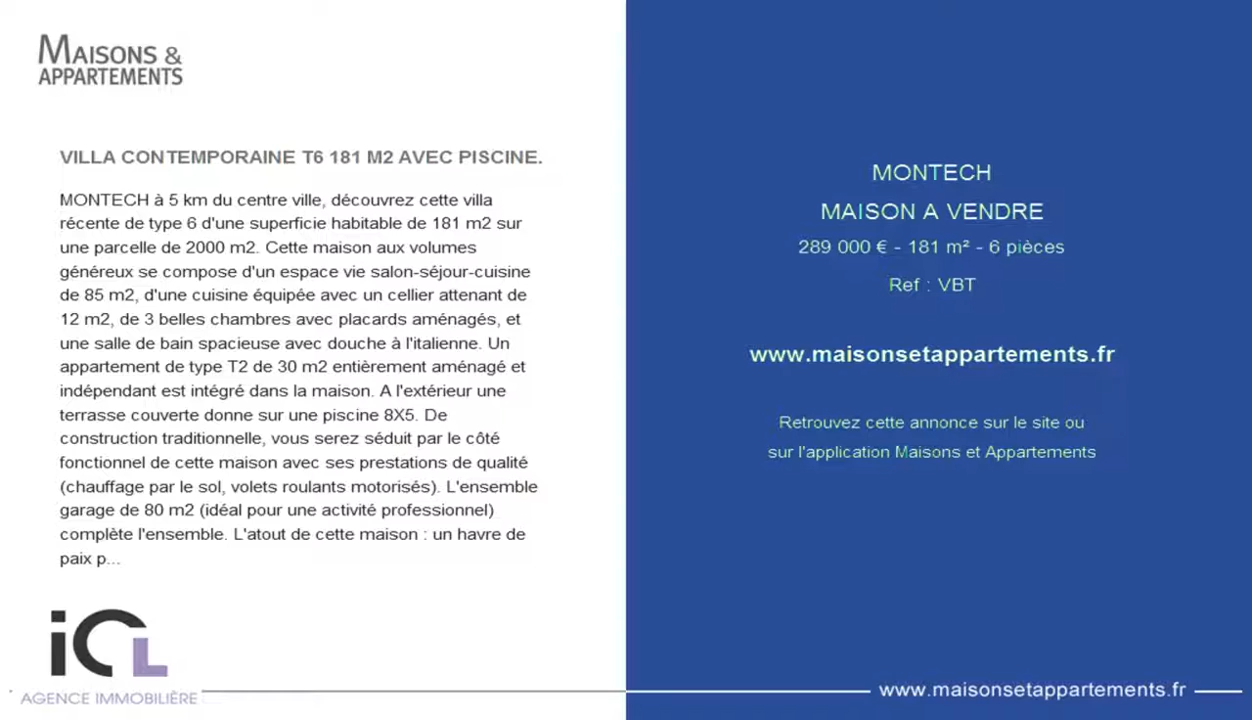 MAISONS &
APPARTEMENTS
VILLA CONTEMPORAINE T6 181 M2 AVEC PISCINE.
MONTECH à 5 km du centre ville, découvrez cette villa
récente de type 6 d'une superficie habitable de 181 m2 sur
une parcelle de 2000 m2. Cette maison aux volumes
généreux se compose d'un espace vie salon-séjour-cuisine
de 85 m2, d'une cuisine équipée avec un cellier attenant de
12 m2, de 3 belles chambres avec placards aménagés, et
une salle de bain spacieuse avec douche à l'italienne. Un
appartement de type T2 de 30 m2 entièrement aménagé et
indépendant est intégré dans la maison. A l'extérieur une
terrasse couverte donne sur une piscine 8X5. De
construction traditionnelle, vous serez séduit par le côté
fonctionnel de cette maison avec ses prestations de qualité
(chauffage par le sol, volets roulants motorisés). L'ensemble
garage de 80 m2 (idéal pour une activité professionnel)
complète l'ensemble. L'atout de cette maison : un havre de
paix p...
iCL
AGENCE IMMOBILIÈRE
MONTECH
MAISON A VENDRE
289 000 € - 181 m² - 6 pièces
Ref : VBT
www.maisonsetappartements.fr
Retrouvez cette annonce sur le site ou
sur l'application Maisons et Appartements
www.maisonsetappartements.fr